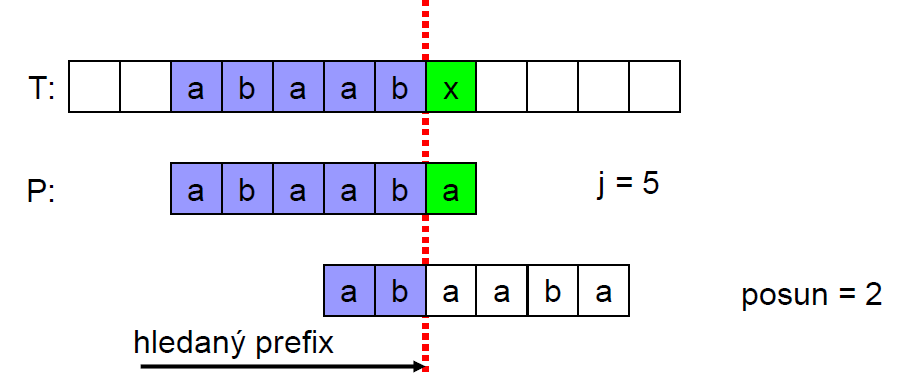 T: a b a a b x
P: a b a a b a j = 5
a b a a b a posun = 2
hledaný prefix